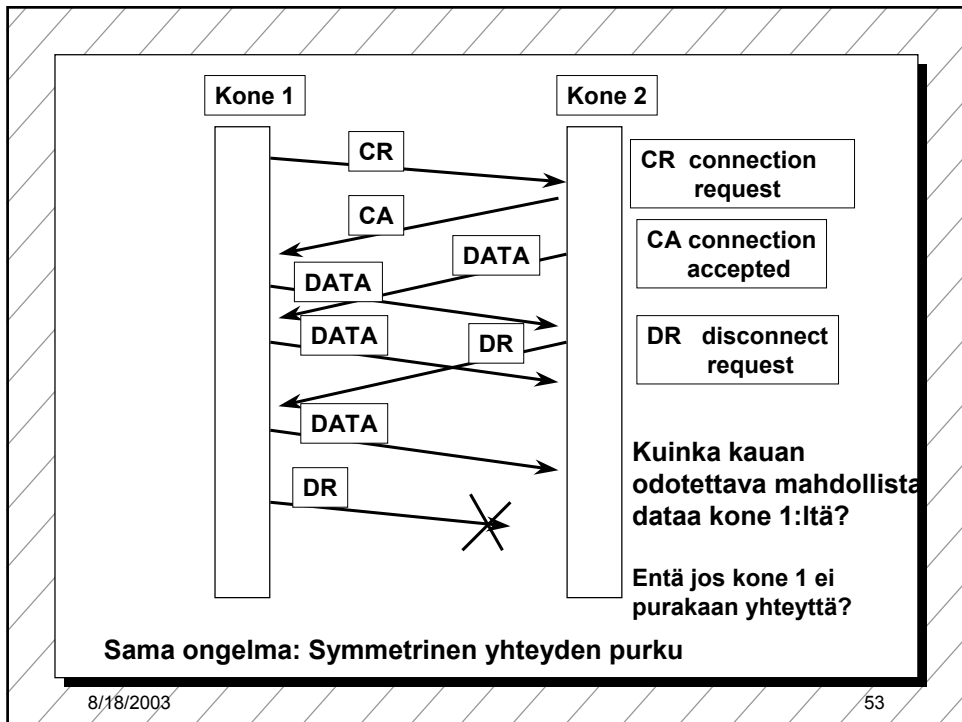 Kone 1
Kone 2
CR
CR connection
request
CA
CA connection
accepted
DATA
DATA
DATA
DR
DR disconnect
request
DATA
DR
Kuinka kauan
odotettava mahdollista
dataa kone 1:ltä?
Entä jos kone 1 ei
purakaan yhteyttä?
Sama ongelma: Symmetrinen yhteyden purku
8/18/2003
53